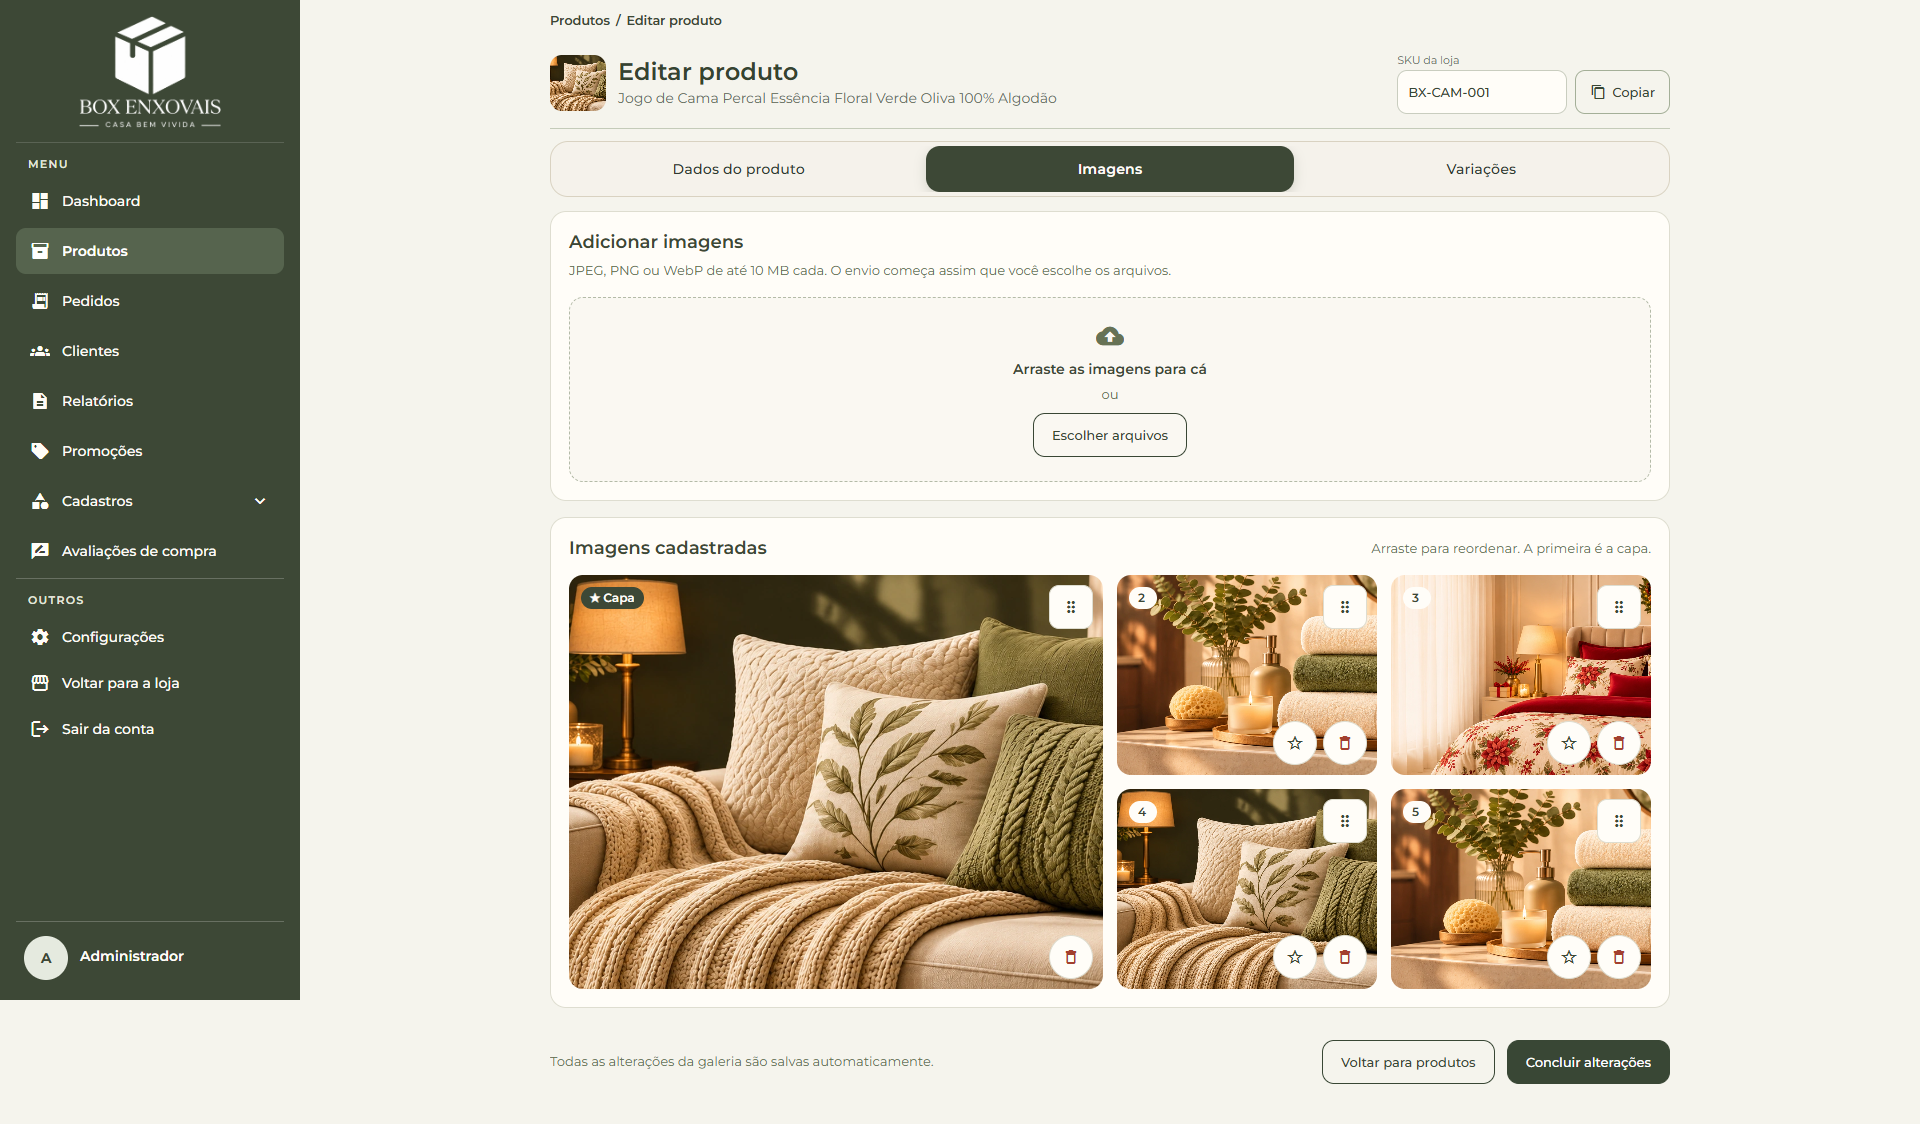 BOX ENXOVAIS
CASA BEM VIVIDA
MENU
Dashboard
Produtos
Pedidos
Clientes
Relatórios
Promoções
Cadastros
Avaliações de compra
OUTROS
Configurações
Voltar para a loja
Sair da conta
A
Administrador
Produtos / Editar produto
Editar produto
Jogo de Cama Percal Essência Floral Verde Oliva 100% Algodão
SKU da loja
BX-CAM-001
Copiar
Dados do produto
Imagens
Variações
Adicionar imagens
JPEG, PNG ou WebP de até 10 MB cada. O envio começa assim que você escolhe os arquivos.
Arraste as imagens para cá
ou
Escolher arquivos
Imagens cadastradas
Arraste para reordenar. A primeira é a capa.
Capa
2
3
4
5
Todas as alterações da galeria são salvas automaticamente.
Voltar para produtos
Concluir alterações